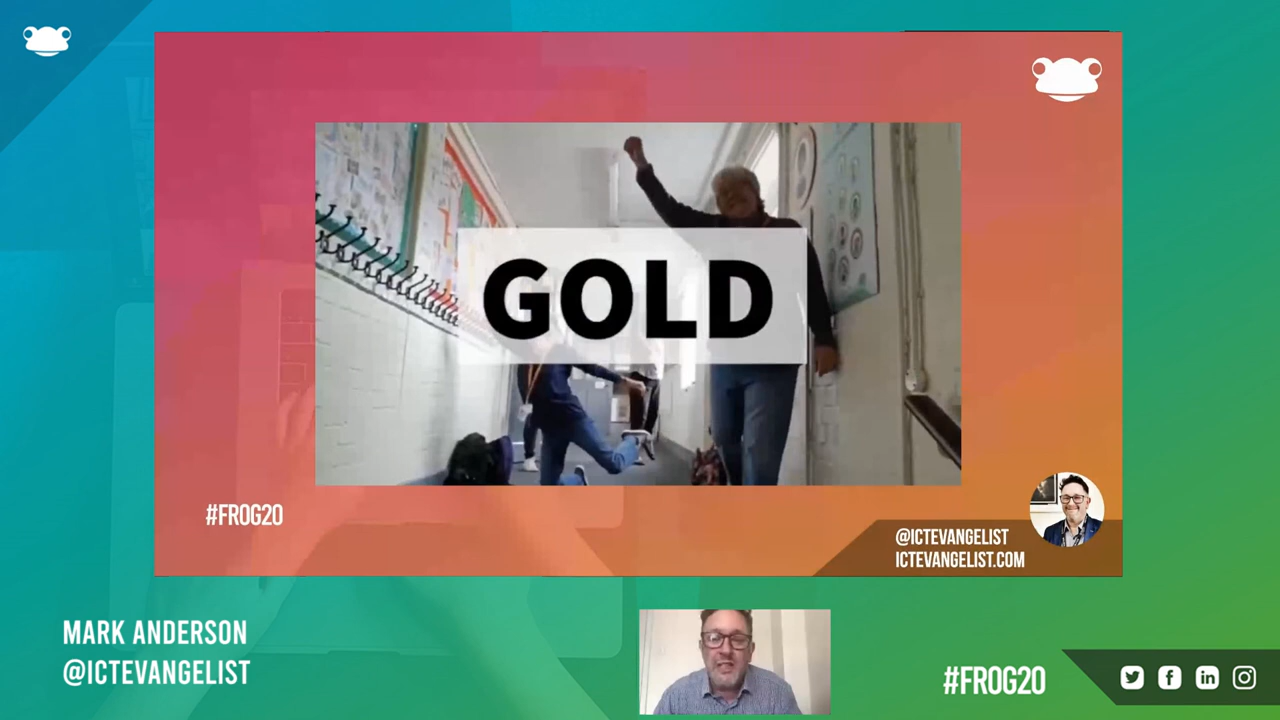 GOLD
#FROG20
@ICTEVANGELIST
ICTEVANGELIST.COM
MARK ANDERSON
@ICTEVANGELIST
#FROG20